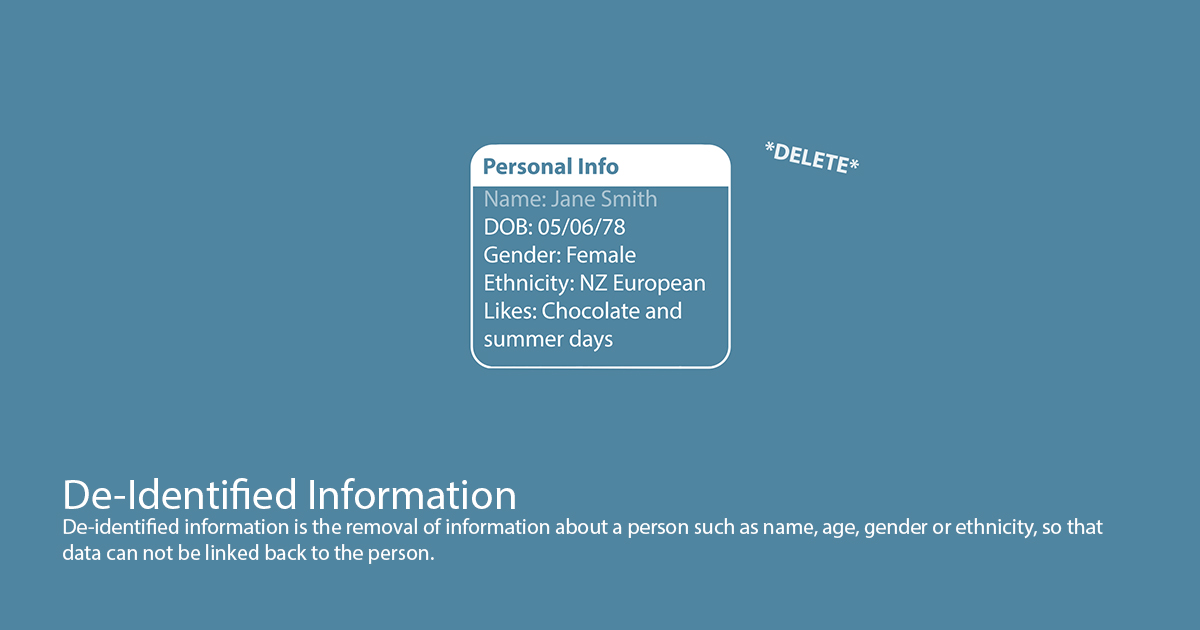 Personal Info
*DELETE*
Name: Jane Smith
DOB: 05/06/78
Gender: Female
Ethnicity: NZ European
Likes: Chocolate and
summer days
De-Identified Information
De-identified information is the removal of information about a person such as name, age, gender or ethnicity, so that
data can not be linked back to the person.